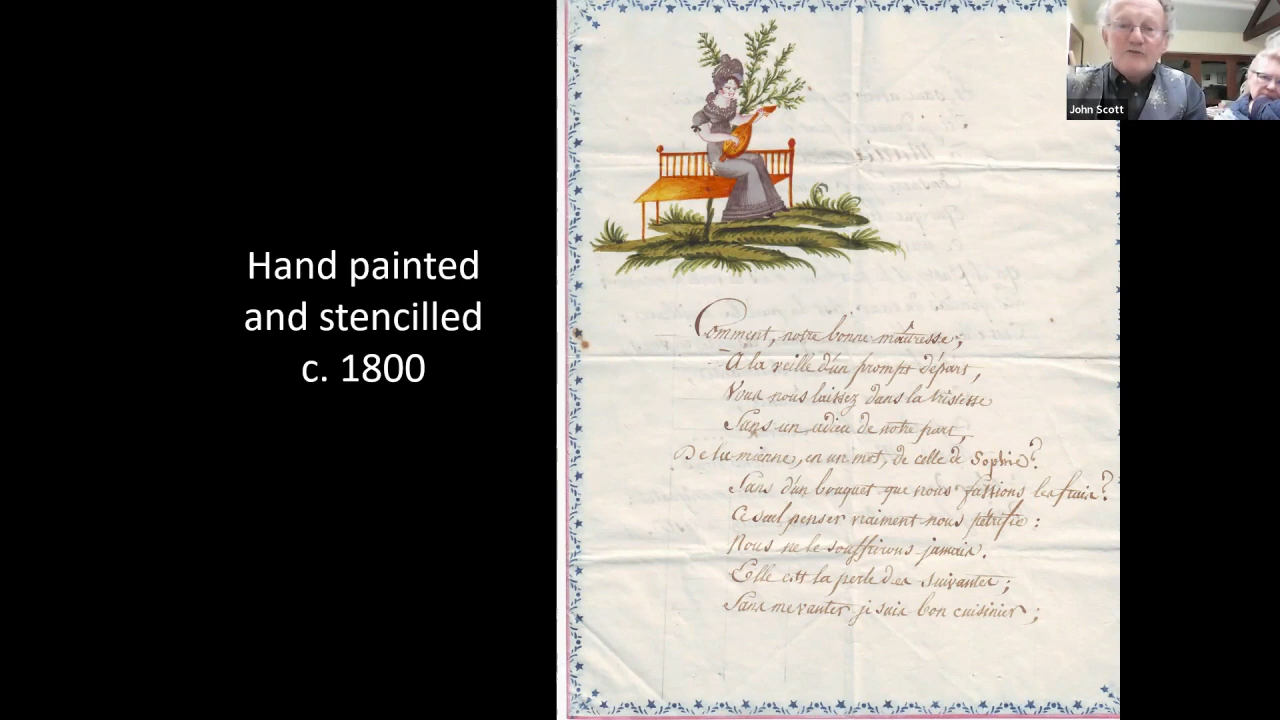 Hand painted
and stencilled
c. 1800
John Scott
Comment, notre bonne maîtresse,
A la veille d'un prompt départ,
Vous nous laissez dans la tristesse
Sans un adieu de notre part,
De la mienne, en un mot, de celle de Sophie?
Sans d'un bouquet que nous fassions les frais?
Ce seul penser vraiment nous pétrifie:
Nous ne le souffrirons jamais.
Elle est la perle des suivantes;
Sans me vanter je suis bon cuisinier;